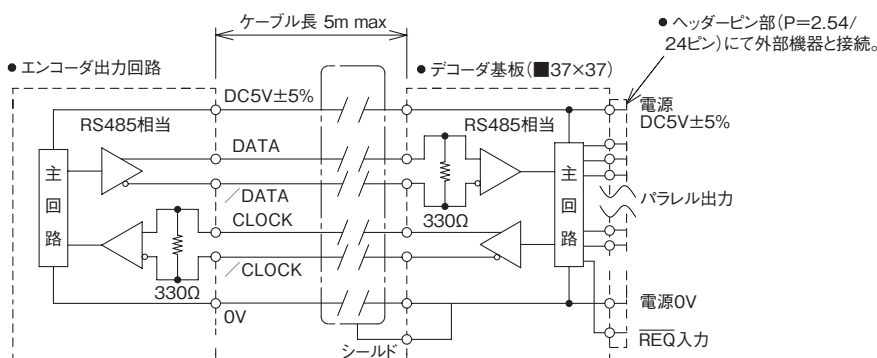 ケーブル長 5m max
● ヘッダーピン部(P=2.54/
24ピン)にて外部機器と接続。
● エンコーダ出力回路
● デコーダ基板(■37×37)
DC5V±5%
電源
DC5V±5%
RS485相当
RS485相当
DATA
主回路
主回路
／DATA
330Ω
パラレル出力
CLOCK
／CLOCK
330Ω
0V
電源0V
シールド
REQ入力